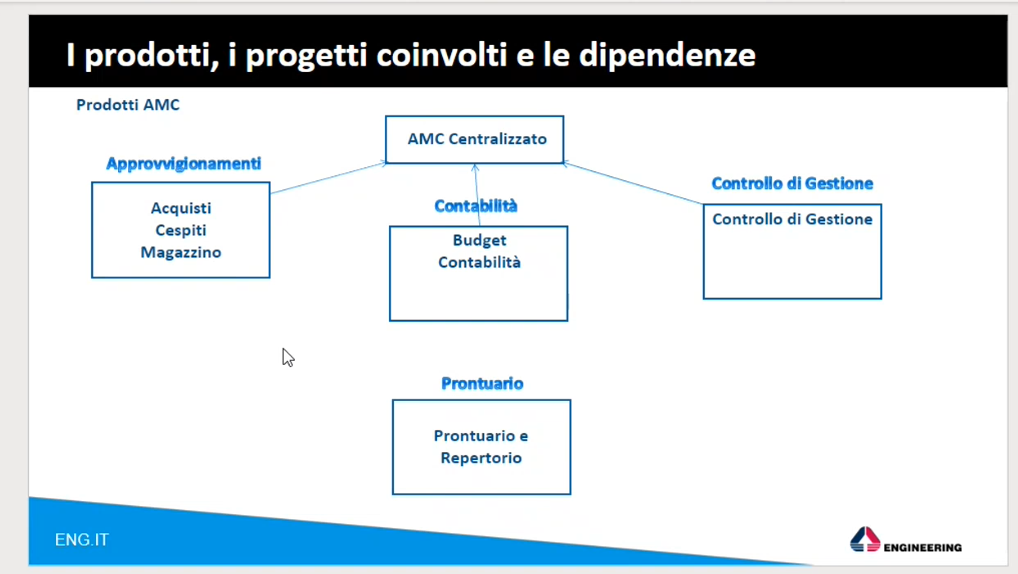 I prodotti, i progetti coinvolti e le dipendenze
Prodotti AMC
AMC Centralizzato
Approvvigionamenti
Acquisti
Cespiti
Magazzino
Contabilità
Budget
Contabilità
Controllo di Gestione
Controllo di Gestione
Prontuario
Prontuario e
Repertorio
ENG.IT
ENGINEERING